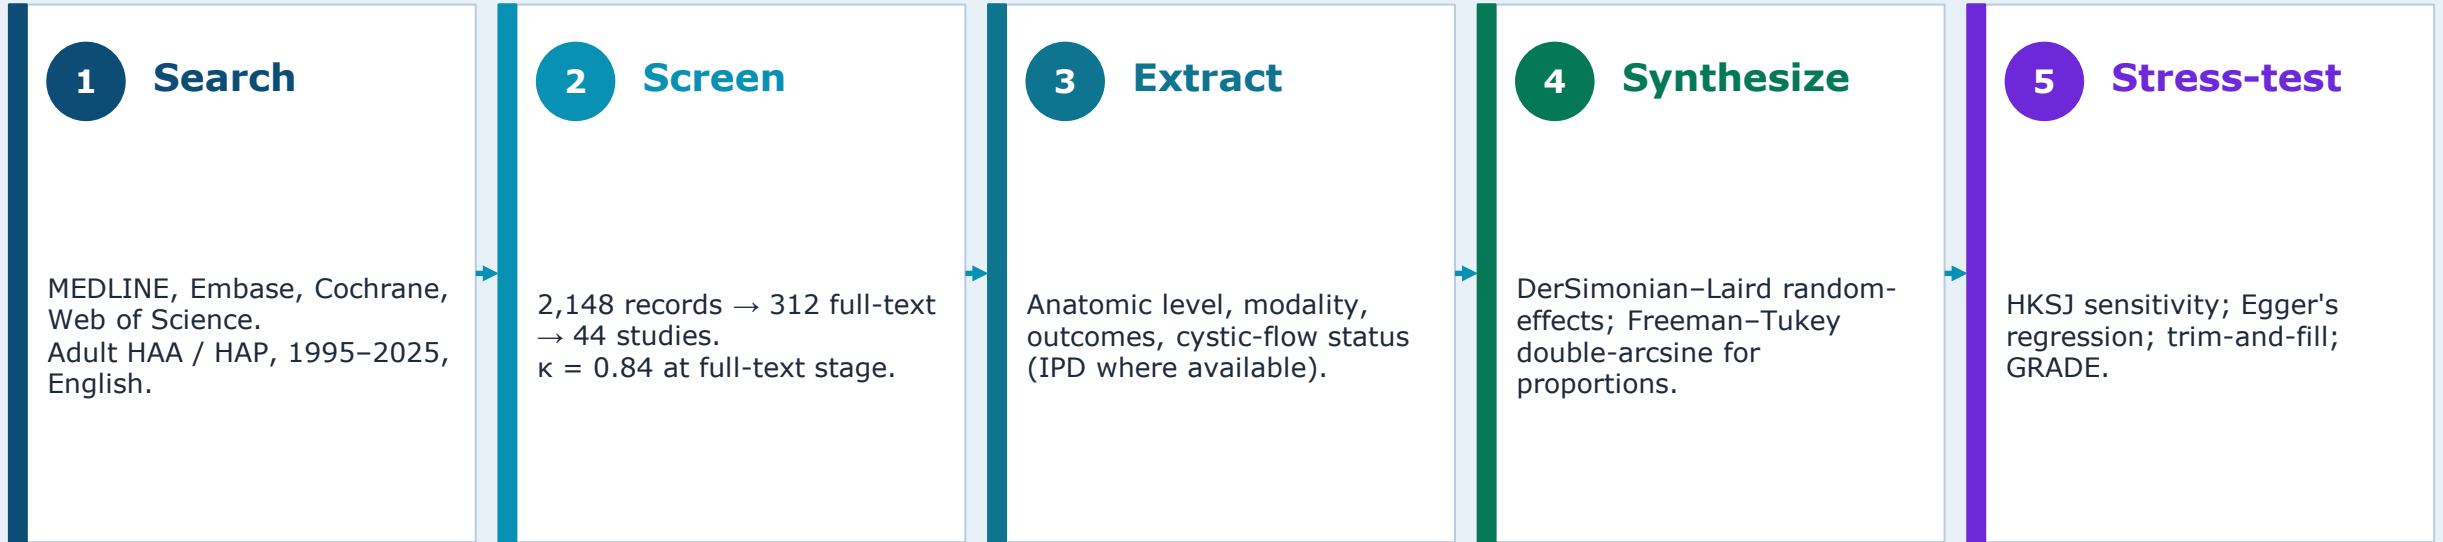 1 Search
MEDLINE, Embase, Cochrane,
Web of Science.
Adult HAA / HAP, 1995–2025,
English.
2 Screen
2,148 records → 312 full-text
→ 44 studies.
κ = 0.84 at full-text stage.
3 Extract
Anatomic level, modality,
outcomes, cystic-flow status
(IPD where available).
4 Synthesize
DerSimonian–Laird random-
effects; Freeman–Tukey
double-arcsine for
proportions.
5 Stress-test
HKSJ sensitivity; Egger's
regression; trim-and-fill;
GRADE.